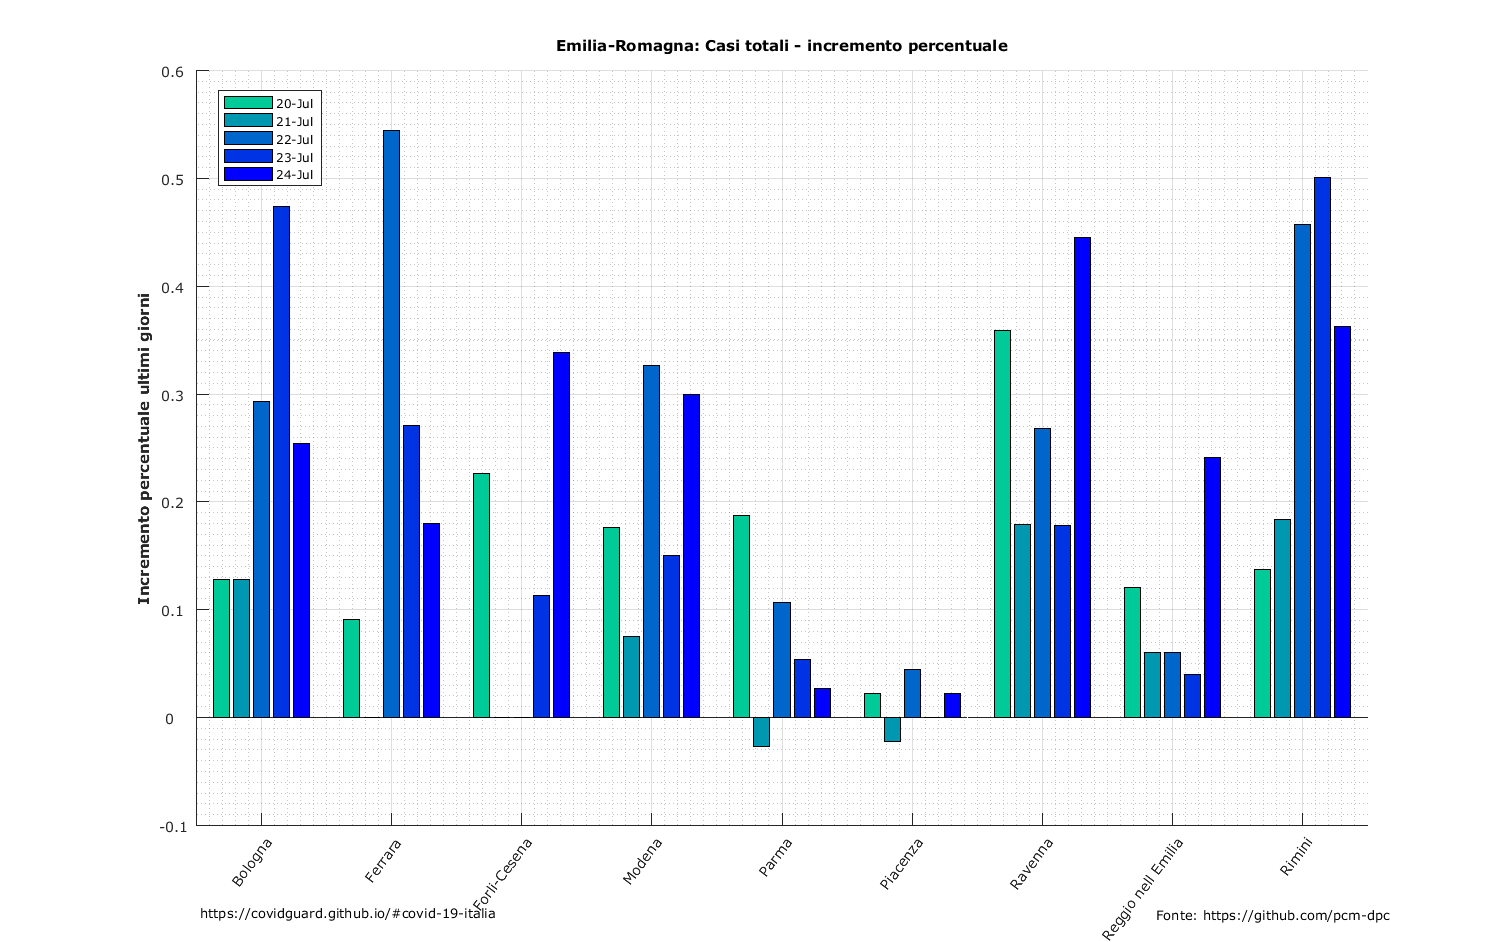 Emilia-Romagna: Casi totali - incremento percentuale
0.6
0.5
0.4
0.3
0.2
0.1
0
-0.1
Incremento percentuale ultimi giorni
20-Jul
21-Jul
22-Jul
23-Jul
24-Jul
Bologna
Ferrara
Forlì-Cesena
Modena
Parma
Piacenza
Ravenna
Reggio nell Emilia
Rimini
https://covidguard.github.io/#covid-19-italia
Fonte: https://github.com/pcm-dpc